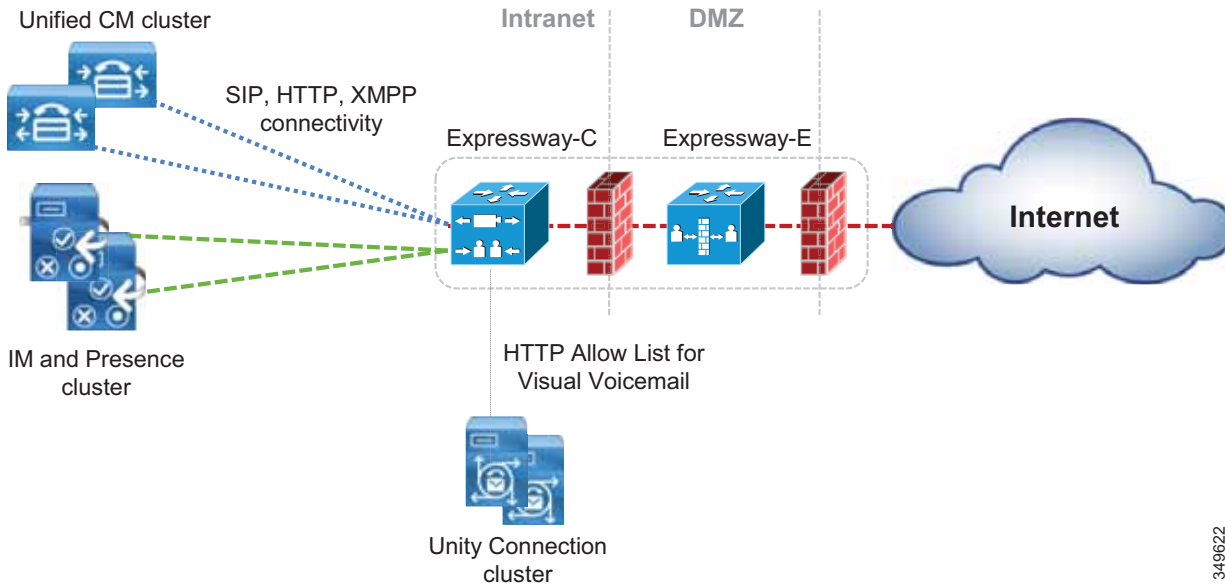 Unified CM cluster
Intranet
DMZ
SIP, HTTP, XMPP
connectivity
Expressway-C
Expressway-E
Internet
IM and Presence
cluster
HTTP Allow List for
Visual Voicemail
Unity Connection
cluster
349622